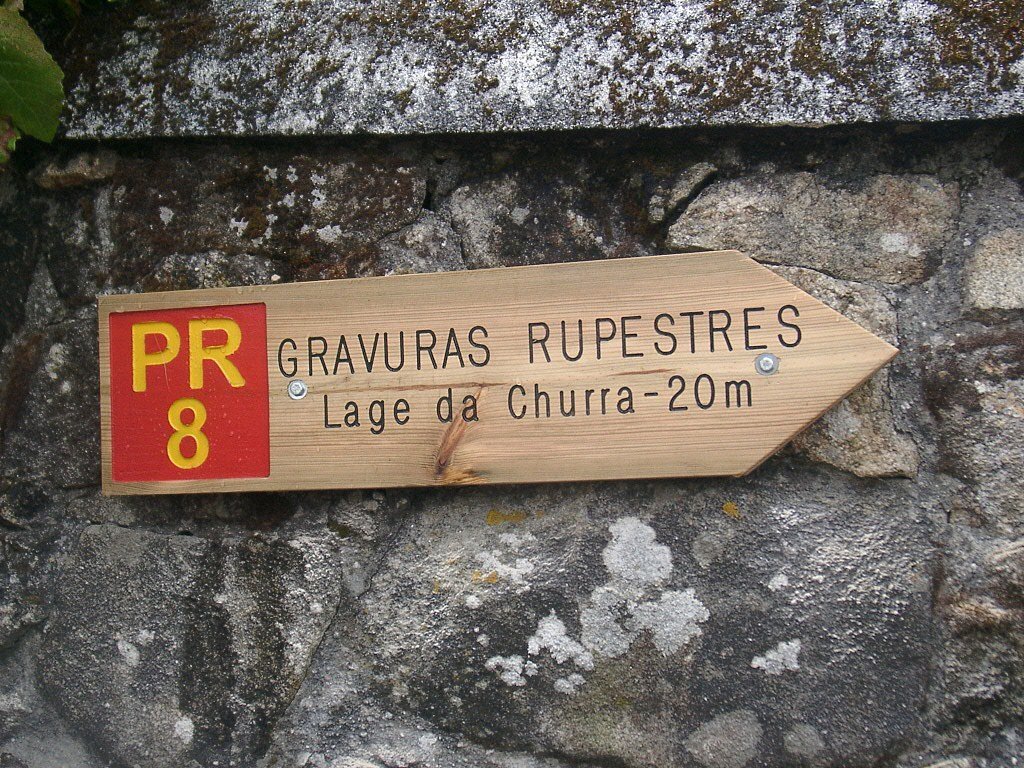 PR
8
GRAVURAS RUPESTRES
Lage da Churra-20m